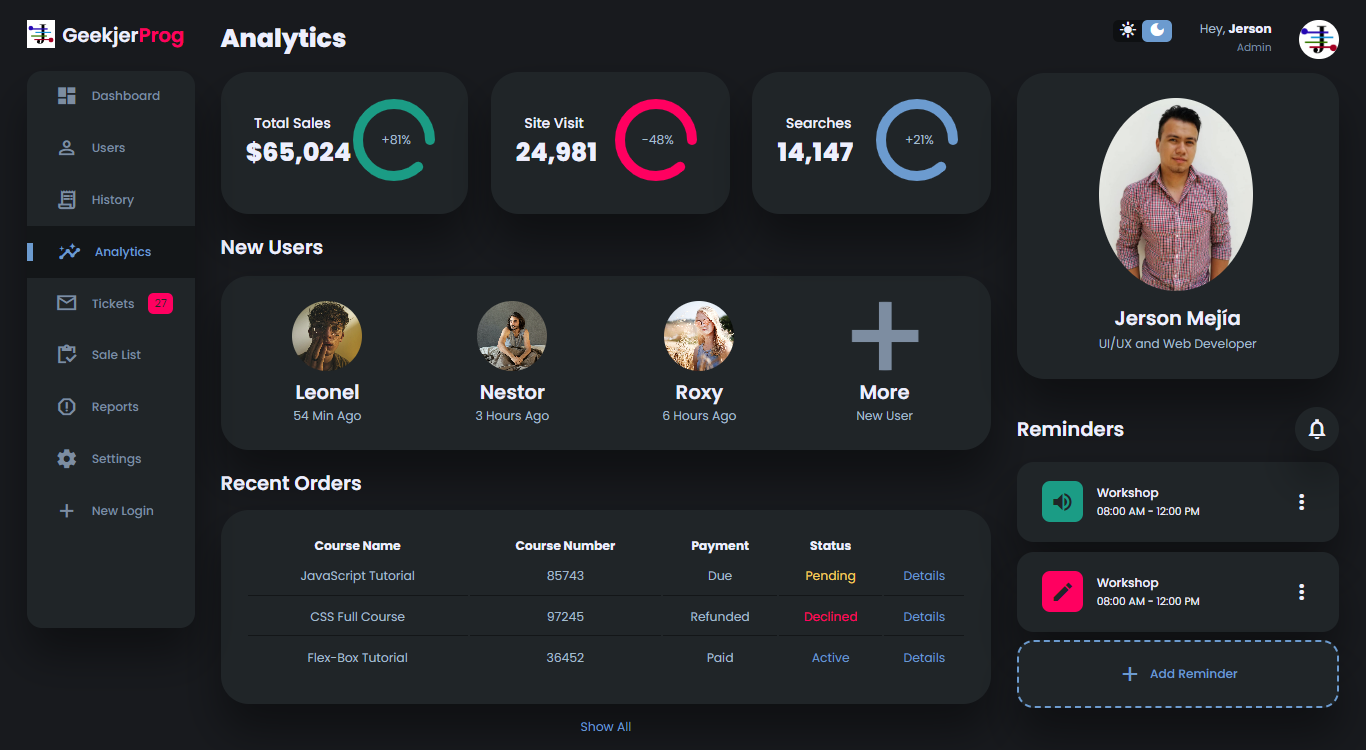 GeekjerProg
Dashboard
Users
History
Analytics
Tickets 27
Sale List
Reports
Settings
New Login
Analytics
Total Sales
$65,024
+81%
Site Visit
24,981
-48%
Searches
14,147
+21%
New Users
Leonel
54 Min Ago
Nestor
3 Hours Ago
Roxy
6 Hours Ago
More
New User
Recent Orders
Course Name Course Number Payment Status
JavaScript Tutorial 85743 Due Pending Details
CSS Full Course 97245 Refunded Declined Details
Flex-Box Tutorial 36452 Paid Active Details
Show All
Hey, Jerson
Admin
Jerson Mejía
UI/UX and Web Developer
Reminders
Workshop
08:00 AM - 12:00 PM
Workshop
08:00 AM - 12:00 PM
Add Reminder